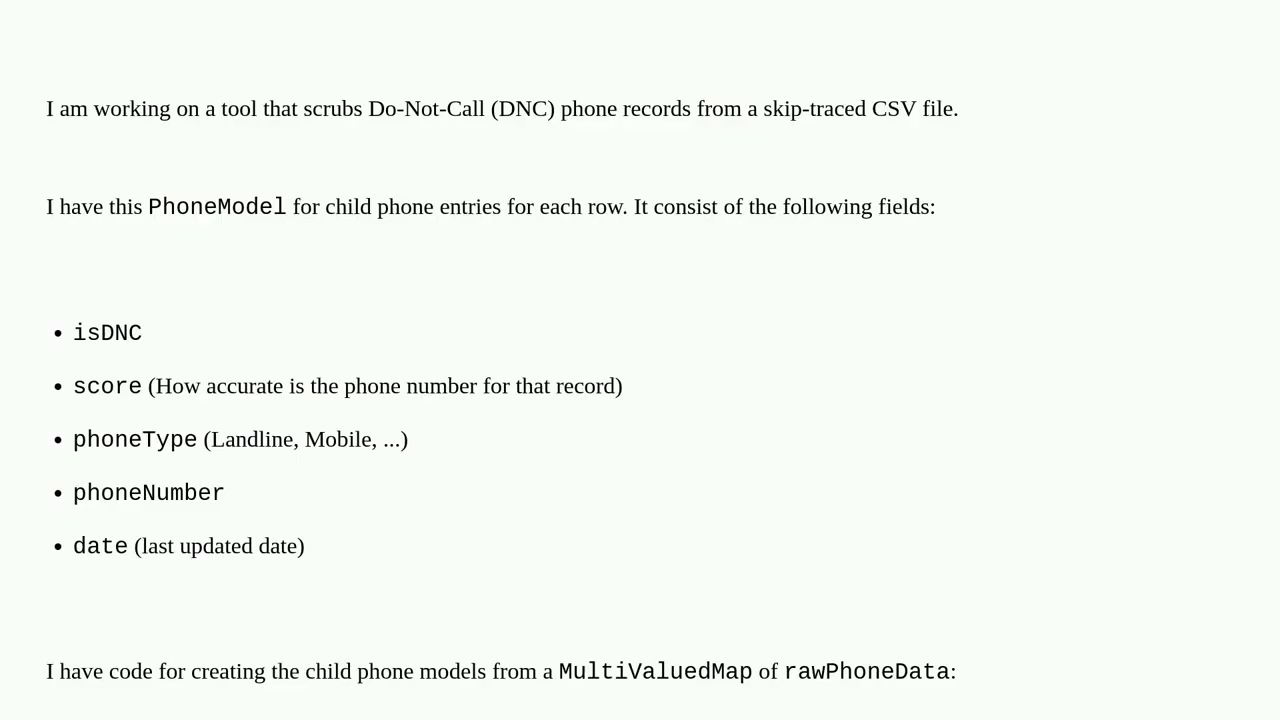 I am working on a tool that scrubs Do-Not-Call (DNC) phone records from a skip-traced CSV file.
I have this PhoneModel for child phone entries for each row. It consist of the following fields:
• isDNC
• score (How accurate is the phone number for that record)
• phoneType (Landline, Mobile, ...)
• phoneNumber
• date (last updated date)
I have code for creating the child phone models from a MultiValuedMap of rawPhoneData: